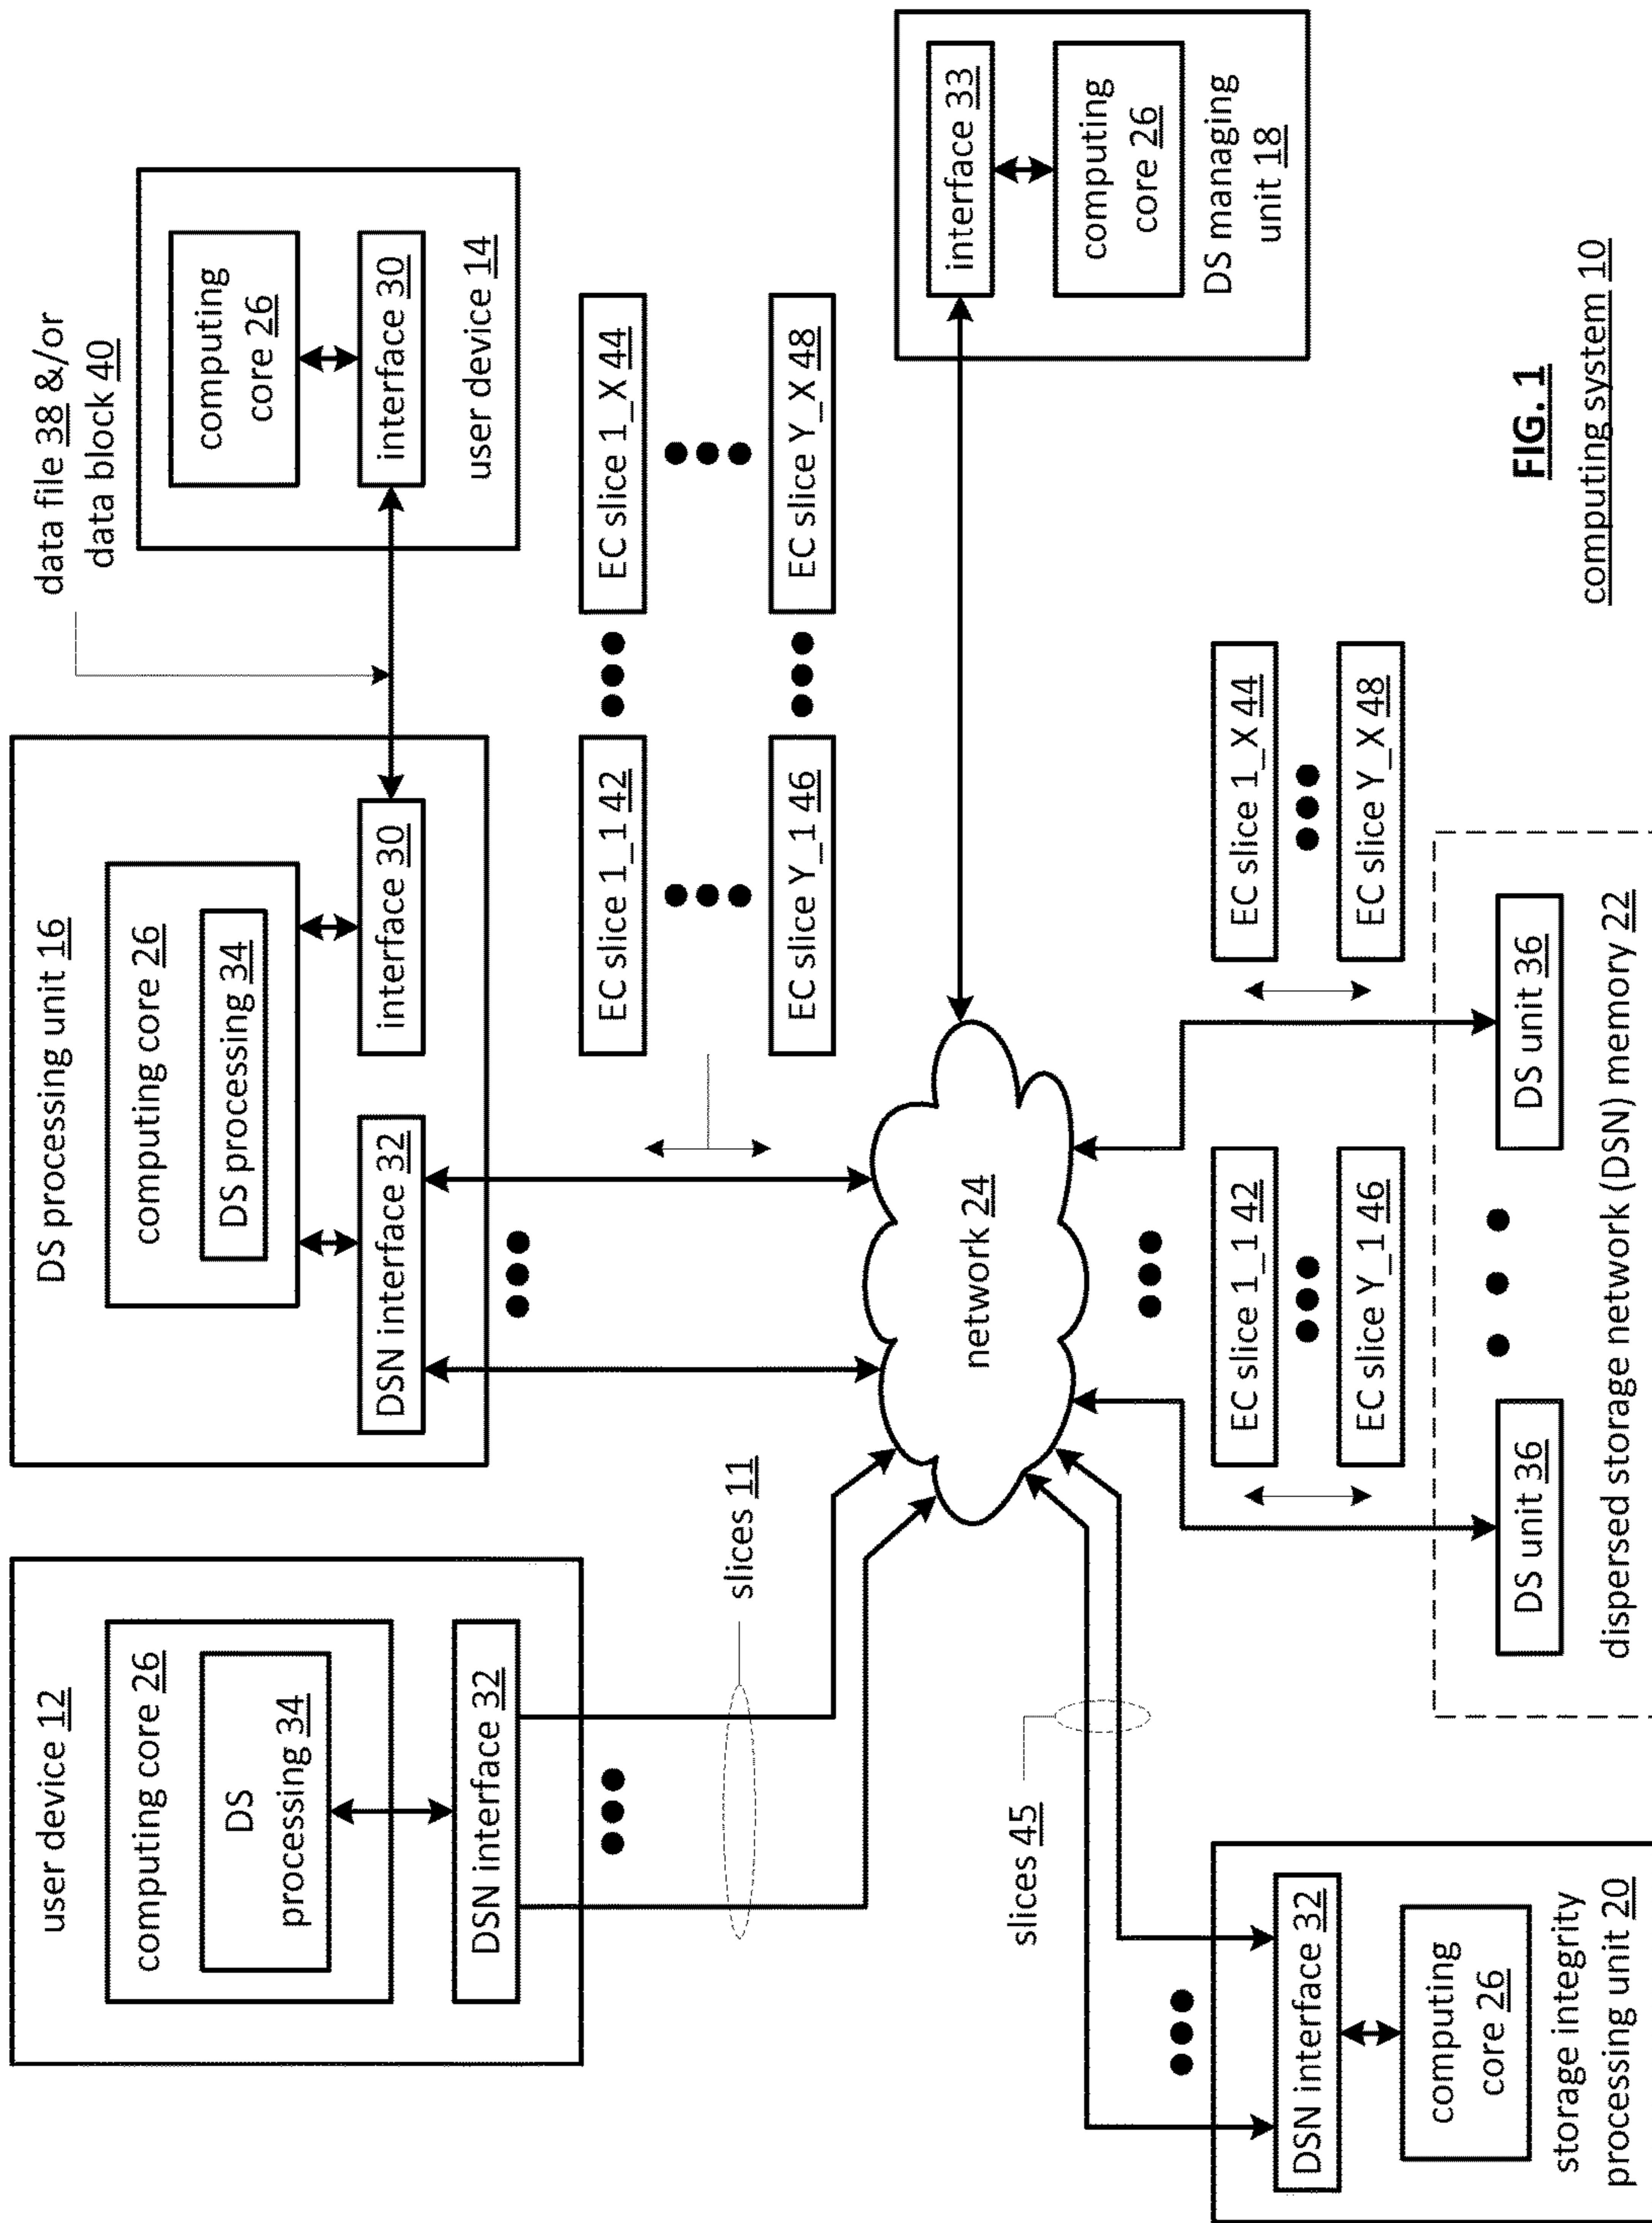 user device 12
computing core 26
DS
processing 34
DSN interface 32
DS processing unit 16
computing core 26
DS processing 34
DSN interface 32
interface 30
data file 38 &/or
data block 40
computing
core 26
interface 30
user device 14
slices 11
EC slice 1_1 42
EC slice 1_X 44
EC slice Y_1 46
EC slice Y_X 48
network 24
interface 33
computing
core 26
DS managing
unit 18
slices 45
EC slice 1_1 42
EC slice Y_1 46
EC slice 1_X 44
EC slice Y_X 48
DSN interface 32
computing
core 26
storage integrity
processing unit 20
DS unit 36
DS unit 36
dispersed storage network (DSN) memory 22
FIG. 1
computing system 10